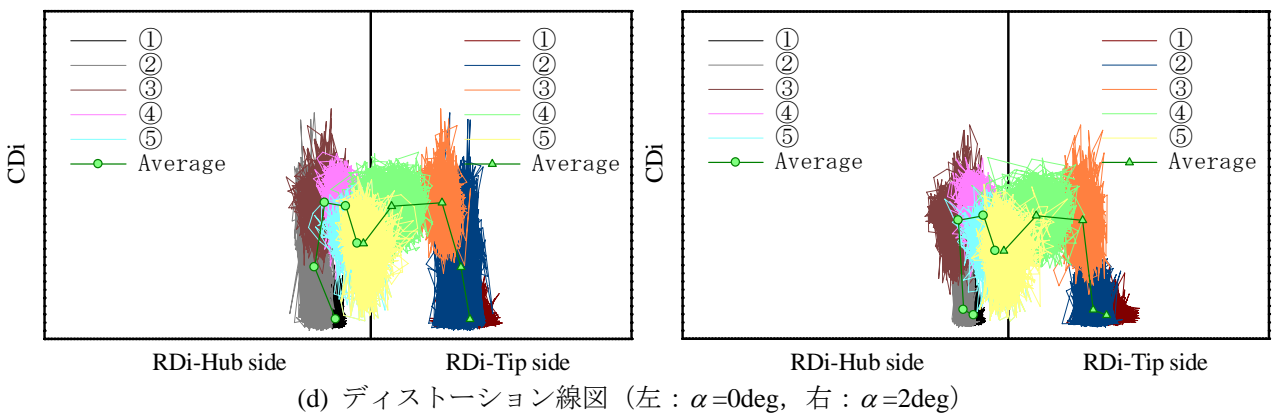 CDi
①
②
③
④
⑤
Average
①
②
③
④
⑤
Average
RDi-Hub side
RDi-Tip side
CDi
①
②
③
④
⑤
Average
①
②
③
④
⑤
Average
RDi-Hub side
RDi-Tip side
(d) ディストーション線図（左：α=0deg，右：α=2deg）